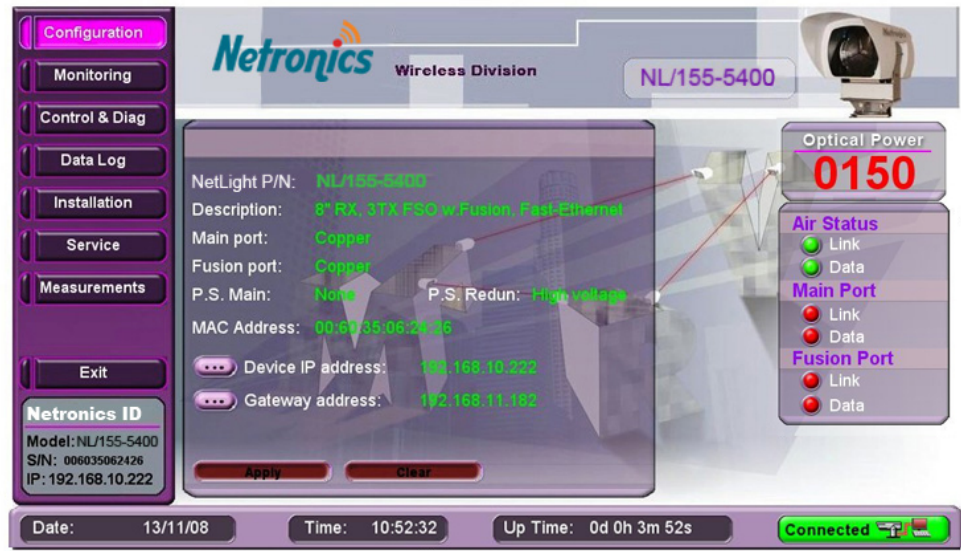 Configuration
Monitoring
Control & Diag
Data Log
Installation
Service
Measurements
Exit
Netronics ID
Model: NL/155-5400
S/N: 006035062426
IP: 192.168.10.222
Netronics Wireless Division
NL/155-5400
NetLight P/N: NL/155-5400
Description: 8" RX, 3TX FSO w.Fusion, Fast-Ethernet
Main port: Copper
Fusion port: Copper
P.S. Main: None P.S. Redun: High voltage
MAC Address: 00:60:35:06:24:26
... Device IP address: 192.168.10.222
... Gateway address: 192.168.11.182
Apply Clear
Optical Power
0150
Air Status
Link
Data
Main Port
Link
Data
Fusion Port
Link
Data
Date: 13/11/08 Time: 10:52:32 Up Time: 0d 0h 3m 52s Connected